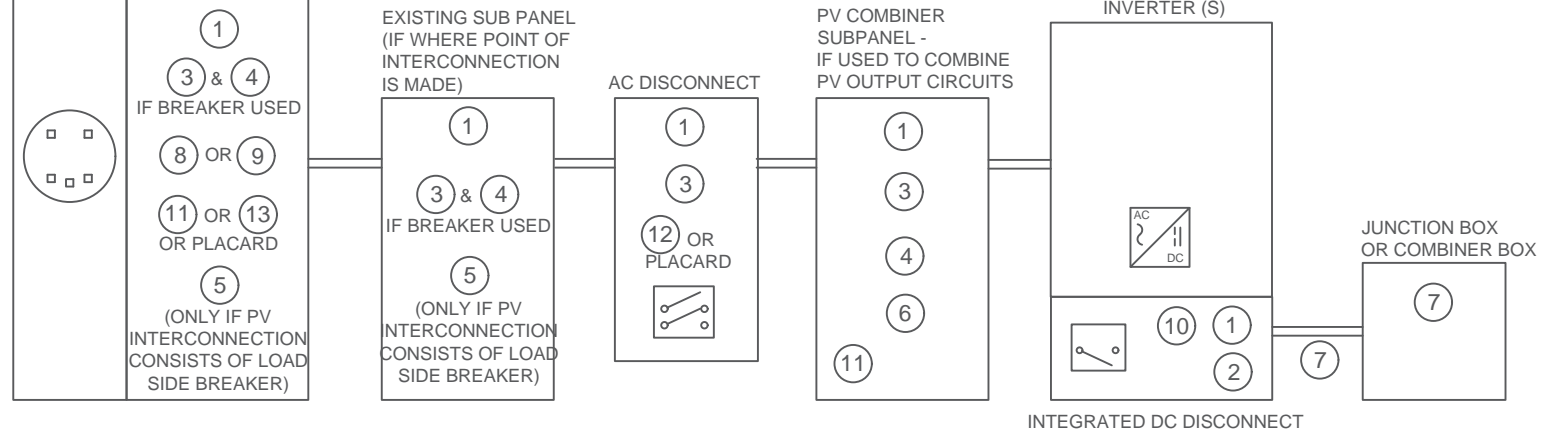 1
3 & 4
IF BREAKER USED
8 OR 9
11 OR 13
OR PLACARD
5
(ONLY IF PV
INTERCONNECTION
CONSISTS OF LOAD
SIDE BREAKER)
EXISTING SUB PANEL
(IF WHERE POINT OF
INTERCONNECTION
IS MADE)
1
3 & 4
IF BREAKER USED
5
(ONLY IF PV
INTERCONNECTION
CONSISTS OF LOAD
SIDE BREAKER)
AC DISCONNECT
1
3
12 OR
PLACARD
PV COMBINER
SUBPANEL -
IF USED TO COMBINE
PV OUTPUT CIRCUITS
1
3
4
6
11
INVERTER (S)
AC
DC
10 1
2
INTEGRATED DC DISCONNECT
7
JUNCTION BOX
OR COMBINER BOX
7